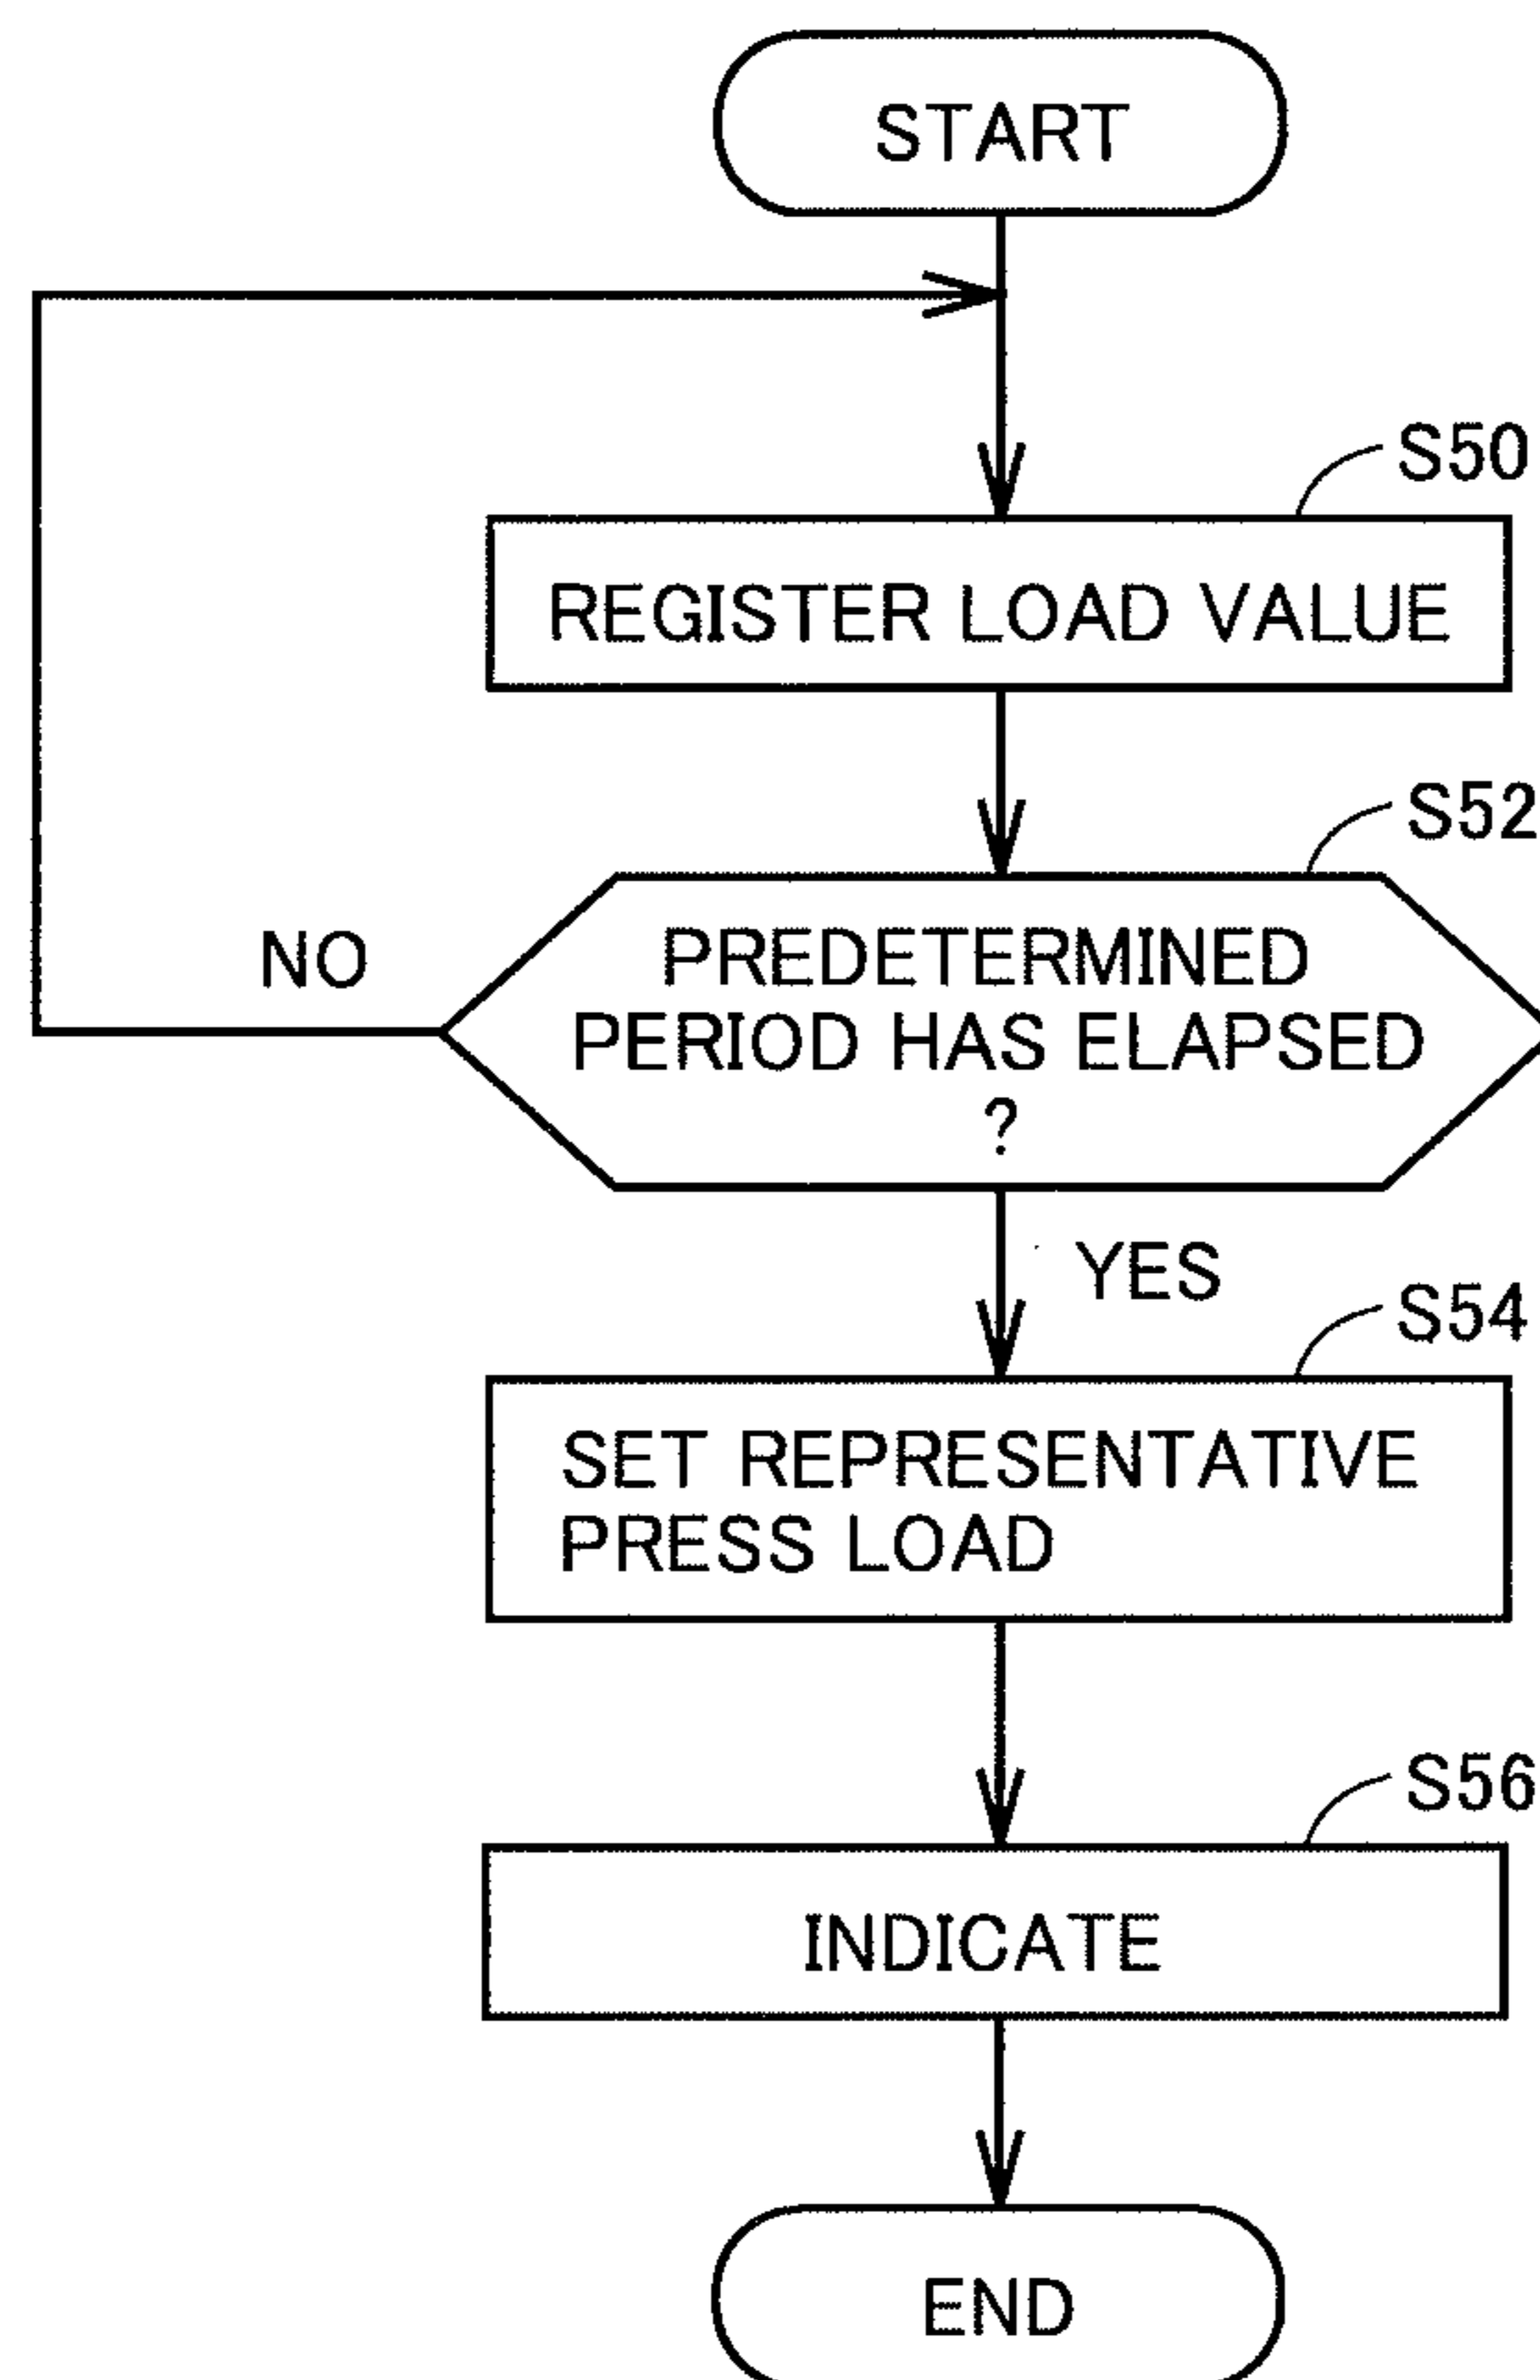 START
S50
REGISTER LOAD VALUE
S52
PREDETERMINED
PERIOD HAS ELAPSED
?
NO
YES
S54
SET REPRESENTATIVE
PRESS LOAD
S56
INDICATE
END